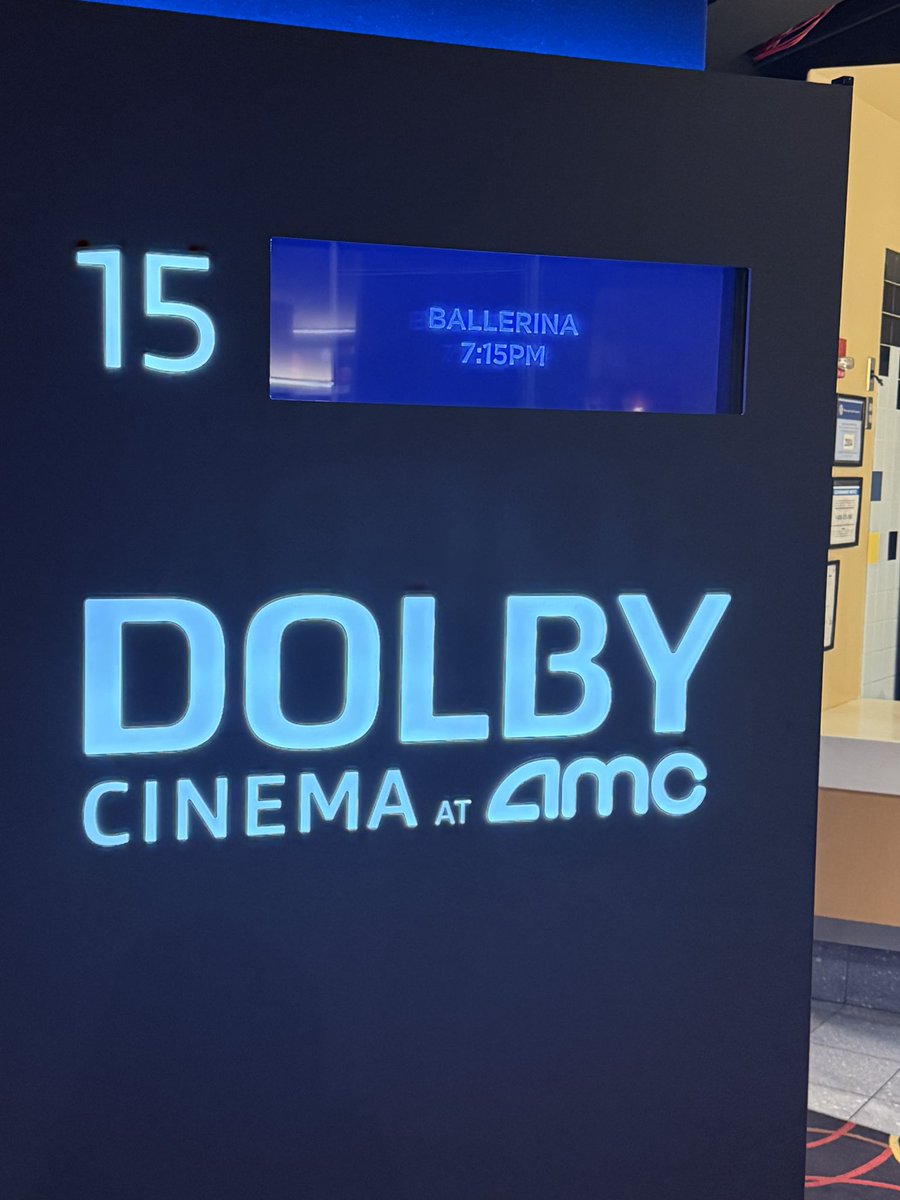 15
BALLERINA
7:15PM
DOLBY
CINEMA AT amc